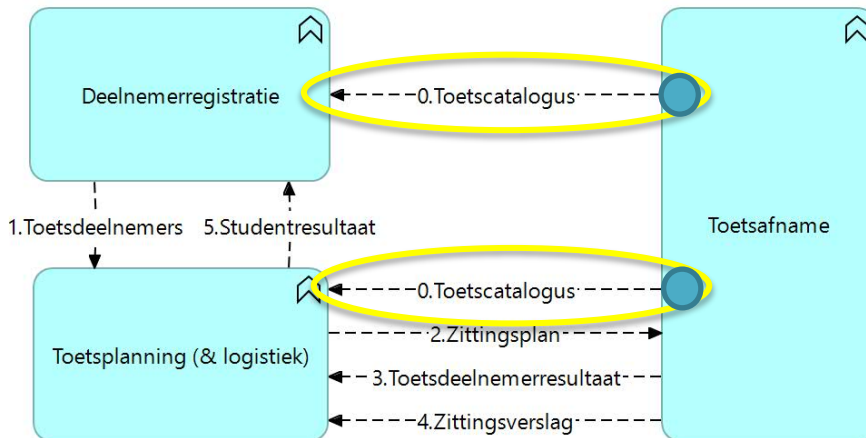 Deelnemerregistratie
0.Toetscatalogus
Toetsafname
1.Toetsdeelnemers
5.Studentresultaat
0.Toetscatalogus
Toetsplanning (& logistiek)
2.Zittingsplan
3.Toetsdeelnemerresultaat
4.Zittingsverslag